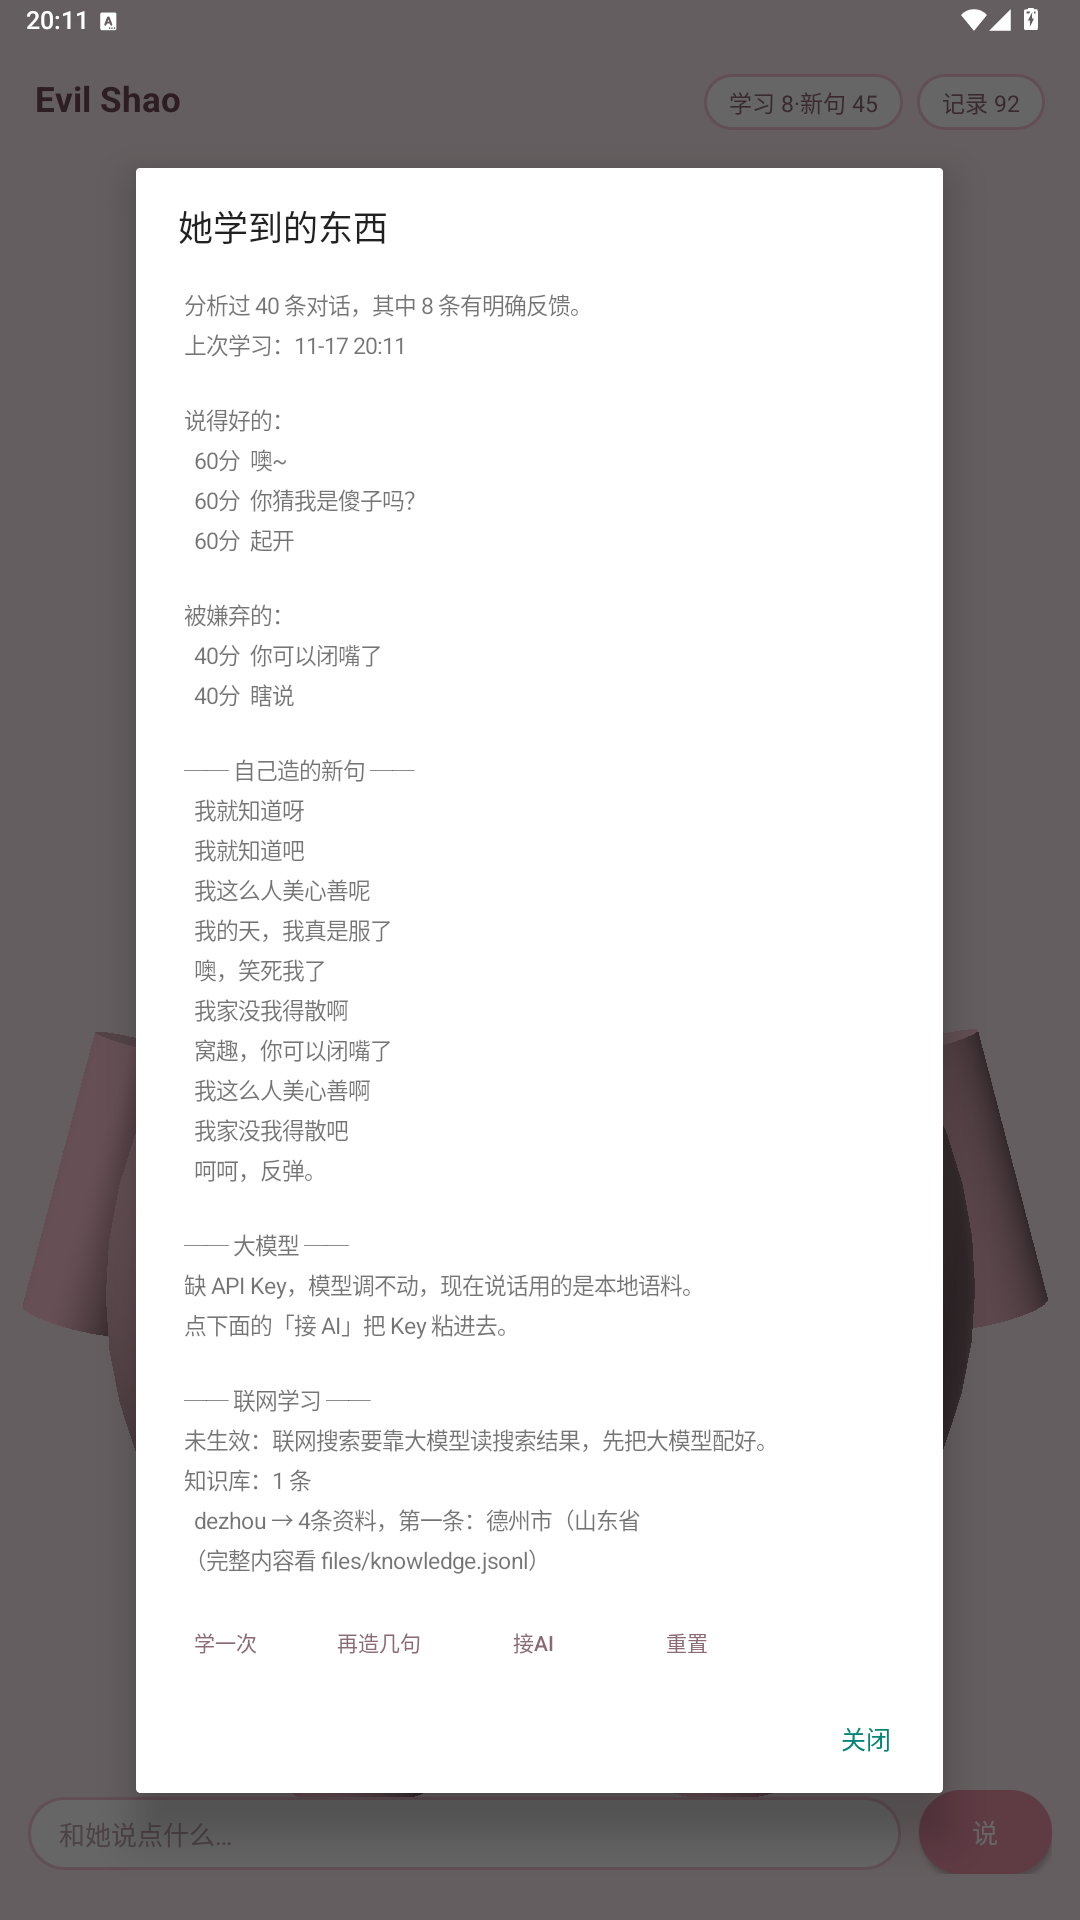 20:11
Evil Shao
学习 8·新句 45
记录 92
她学到的东西
分析过 40 条对话，其中 8 条有明确反馈。
上次学习：11-17 20:11
说得好的：
60分 噢~
60分 你猜我是傻子吗？
60分 起开
被嫌弃的：
40分 你可以闭嘴了
40分 瞎说
—— 自己造的新句 ——
我就知道呀
我就知道吧
我这么人美心善呢
我的天，我真是服了
噢，笑死我了
我家没我得散啊
窝趣，你可以闭嘴了
我这么人美心善啊
我家没我得散吧
呵呵，反弹。
—— 大模型 ——
缺 API Key，模型调不动，现在说话用的是本地语料。
点下面的「接 AI」把 Key 粘进去。
—— 联网学习 ——
未生效：联网搜索要靠大模型读搜索结果，先把大模型配好。
知识库：1 条
dezhou → 4条资料，第一条：德州市（山东省
（完整内容看 files/knowledge.jsonl）
学一次
再造几句
接AI
重置
关闭
和她说点什么...
说